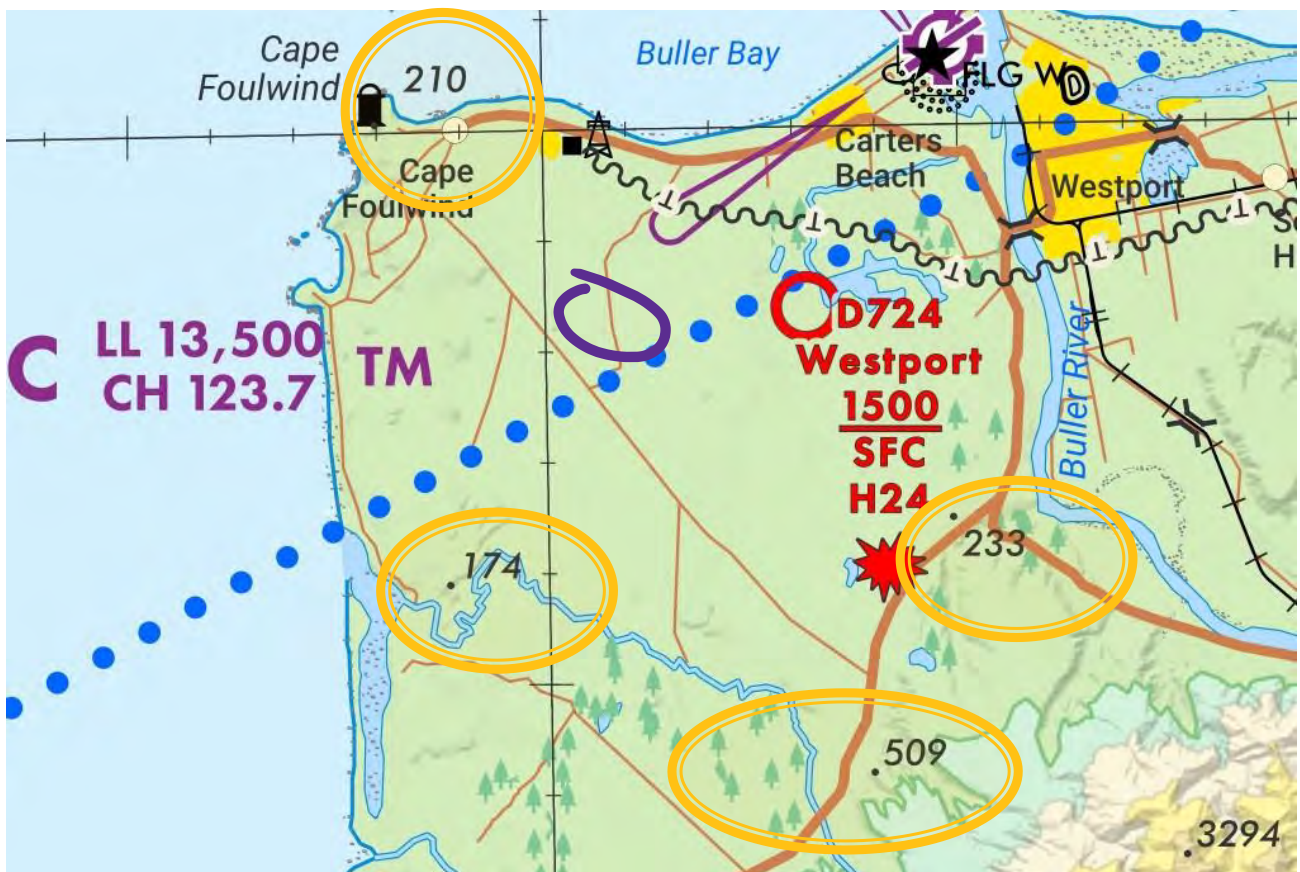 Cape
Foulwind
210
Buller Bay
FLG W
D
Cape
Foulwind
Carters
Beach
Westport
T
T
T
T
T
C
LL 13,500
CH 123.7
TM
D724
Westport
1500
SFC
H24
Buller River
174
233
509
3294